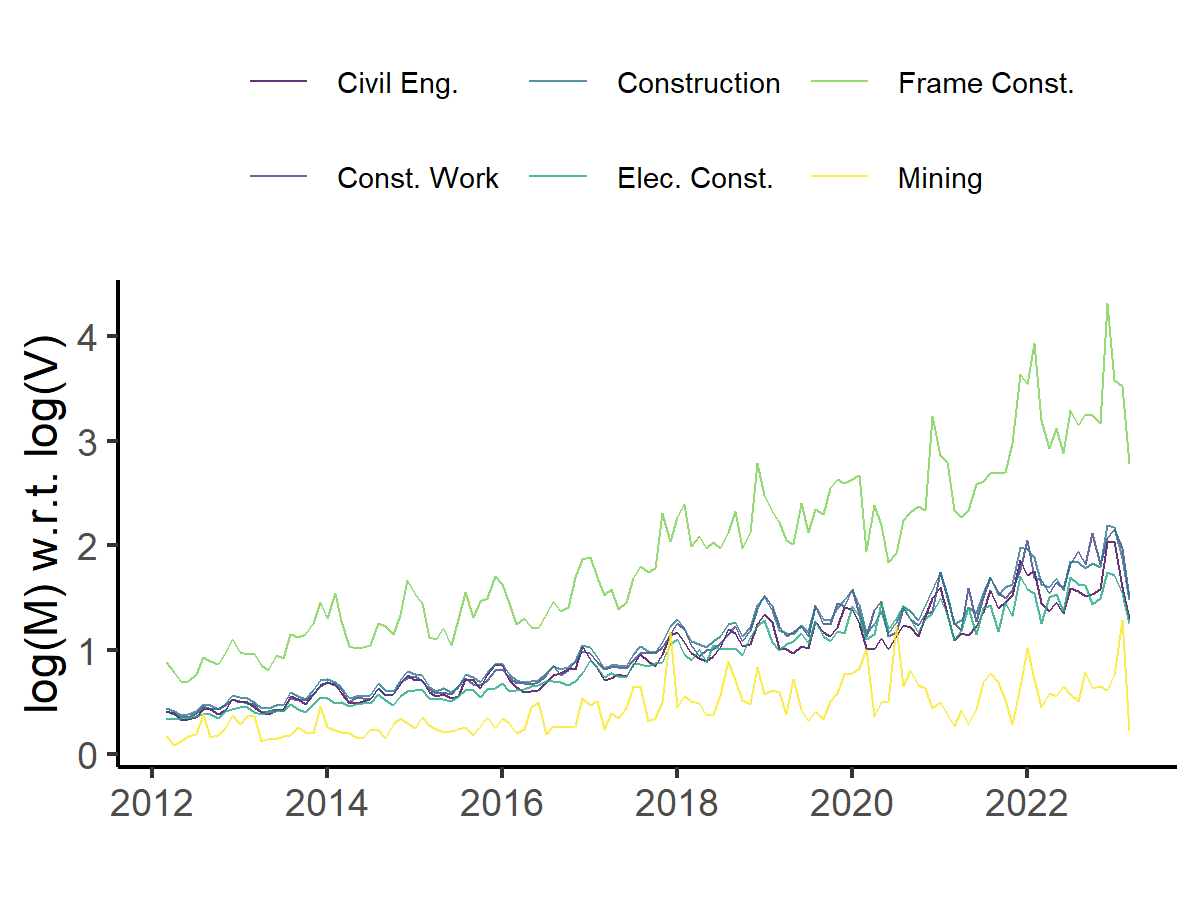 Civil Eng. Construction Frame Const.
Const. Work Elec. Const. Mining
log(M) w.r.t. log(V)
4
3
2
1
0
2012 2014 2016 2018 2020 2022